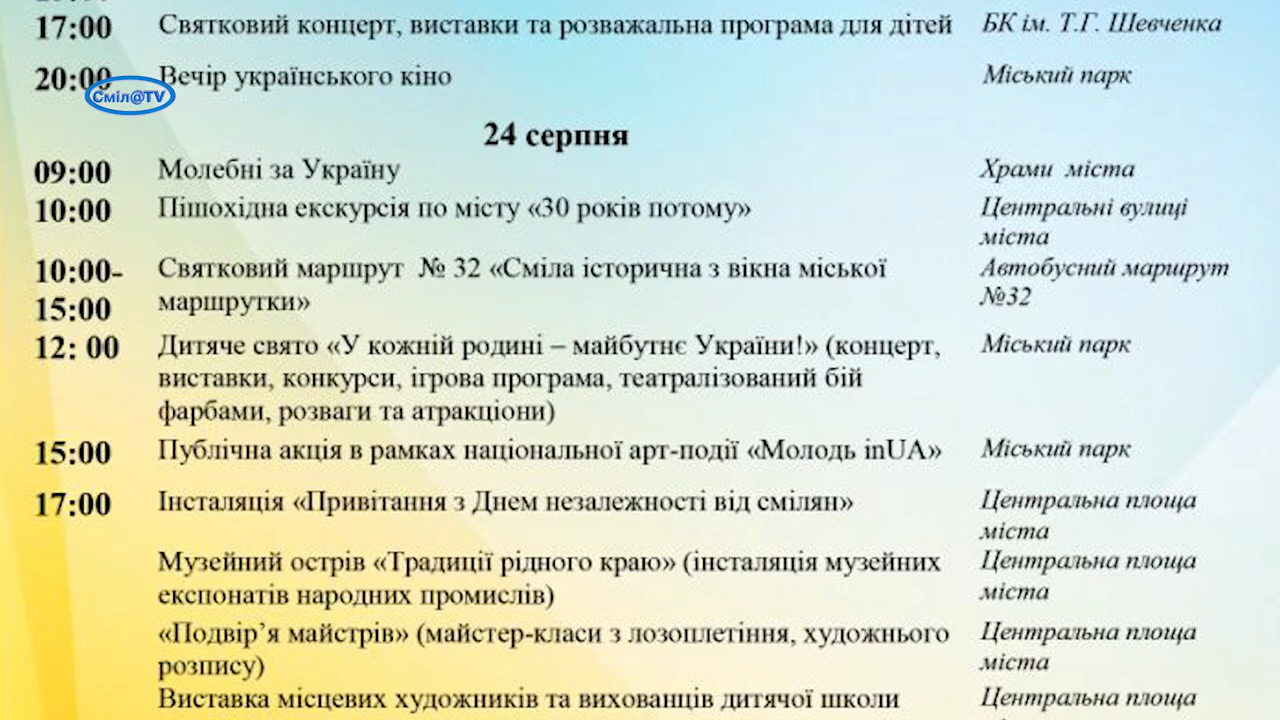 17:00 Святковий концерт, виставки та розважальна програма для дітей БК ім. Т.Г. Шевченка
20:00 Вечір українського кіно Міський парк
Сміл@TV
24 серпня
09:00 Молебні за Україну Храми міста
10:00 Пішохідна екскурсія по місту «30 років потому» Центральні вулиці
міста
10:00- Святковий маршрут № 32 «Сміла історична з вікна міської Автобусний маршрут
15:00 маршрутки» №32
12: 00 Дитяче свято «У кожній родині – майбутнє України!» (концерт, Міський парк
виставки, конкурси, ігрова програма, театралізований бій
фарбами, розваги та атракціони)
15:00 Публічна акція в рамках національної арт-події «Молодь inUA» Міський парк
17:00 Інсталяція «Привітання з Днем незалежності від смілян» Центральна площа
міста
Музейний острів «Традиції рідного краю» (інсталяція музейних Центральна площа
експонатів народних промислів) міста
«Подвір’я майстрів» (майстер-класи з лозоплетіння, художнього Центральна площа
розпису) міста
Виставка місцевих художників та вихованців дитячої школи Центральна площа